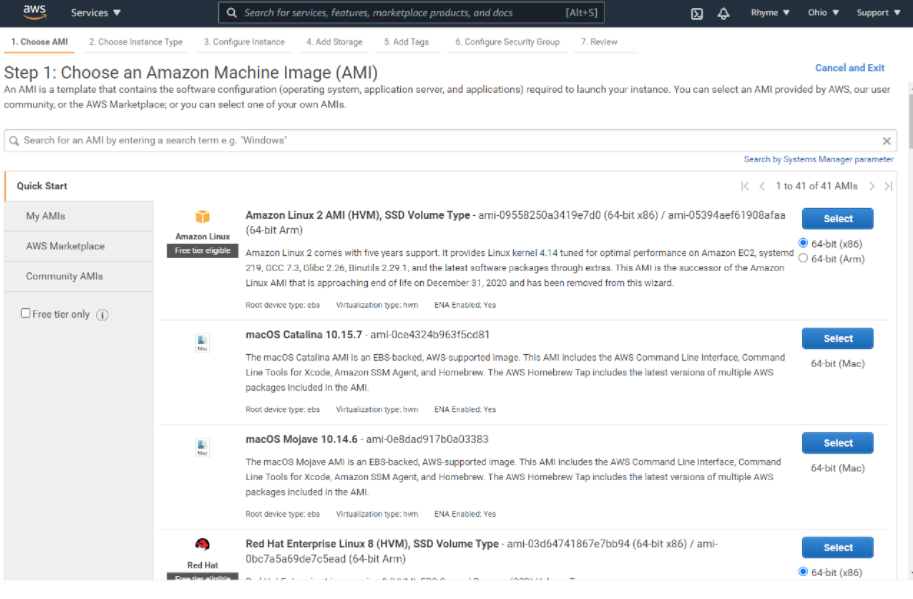 aws Services ▼ Search for services, features, marketplace products, and docs [Alt+S] Rhyme ▼ Ohio ▼ Support ▼
1. Choose AMI 2. Choose Instance Type 3. Configure Instance 4. Add Storage 5. Add Tags 6. Configure Security Group 7. Review
Step 1: Choose an Amazon Machine Image (AMI)
Cancel and Exit
An AMI is a template that contains the software configuration (operating system, application server, and applications) required to launch your instance. You can select an AMI provided by AWS, our user
community, or the AWS Marketplace; or you can select one of your own AMIs.
Search for an AMI by entering a search term e.g. "Windows"
Search by Systems Manager parameter
Quick Start
1 to 41 of 41 AMIs
My AMIs
AWS Marketplace
Community AMIs
Free tier only
Amazon Linux
Free tier eligible
Amazon Linux 2 AMI (HVM), SSD Volume Type - ami-09558250a3419e7d0 (64-bit x86) / ami-05394aef61908afaa
(64-bit Arm)
Amazon Linux 2 comes with five years support. It provides Linux kernel 4.14 tuned for optimal performance on Amazon EC2, systemd
219, GCC 7.3, Glibc 2.26, Binutils 2.29.1, and the latest software packages through extras. This AMI is the successor of the Amazon
Linux AMI that is approaching end of life on December 31, 2020 and has been removed from this wizard.
Root device type: ebs Virtualization type: hvm ENA Enabled: Yes
Select
64-bit (x86)
64-bit (Arm)
Mac
macOS Catalina 10.15.7 - ami-0ce4324b963f5cd81
The macOS Catalina AMI is an EBS-backed, AWS-supported image. This AMI includes the AWS Command Line Interface, Command
Line Tools for Xcode, Amazon SSM Agent, and Homebrew. The AWS Homebrew Tap includes the latest versions of multiple AWS
packages included in the AMI.
Root device type: ebs Virtualization type: hvm ENA Enabled: Yes
Select
64-bit (Mac)
Mac
macOS Mojave 10.14.6 - ami-0e8dad917b0a03383
The macOS Mojave AMI is an EBS-backed, AWS-supported image. This AMI includes the AWS Command Line Interface, Command
Line Tools for Xcode, Amazon SSM Agent, and Homebrew. The AWS Homebrew Tap includes the latest versions of multiple AWS
packages included in the AMI.
Root device type: ebs Virtualization type: hvm ENA Enabled: Yes
Select
64-bit (Mac)
Red Hat
Free tier eligible
Red Hat Enterprise Linux 8 (HVM), SSD Volume Type - ami-03d64741867e7bb94 (64-bit x86) / ami-
0bc7a5a69de7c5ead (64-bit Arm)
Select
64-bit (x86)